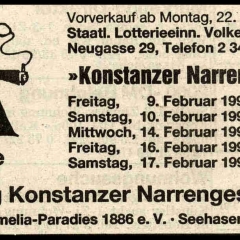 Vorverkauf ab Montag, 22.
Staatl. Lotterieeinn. Volke
Neugasse 29, Telefon 2 34
»Konstanzer Narren
Freitag, 9. Februar 199
Samstag, 10. Februar 199
Mittwoch, 14. Februar 199
Freitag, 16. Februar 199
Samstag, 17. Februar 199
e
g Konstanzer Narrenges
melia-Paradies 1886 e. V. · Seehasen